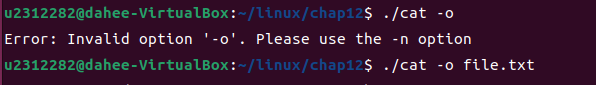 u2312282@dahee-VirtualBox:~/linux/chap12$ ./cat -o
Error: Invalid option '-o'. Please use the -n option
u2312282@dahee-VirtualBox:~/linux/chap12$ ./cat -o file.txt